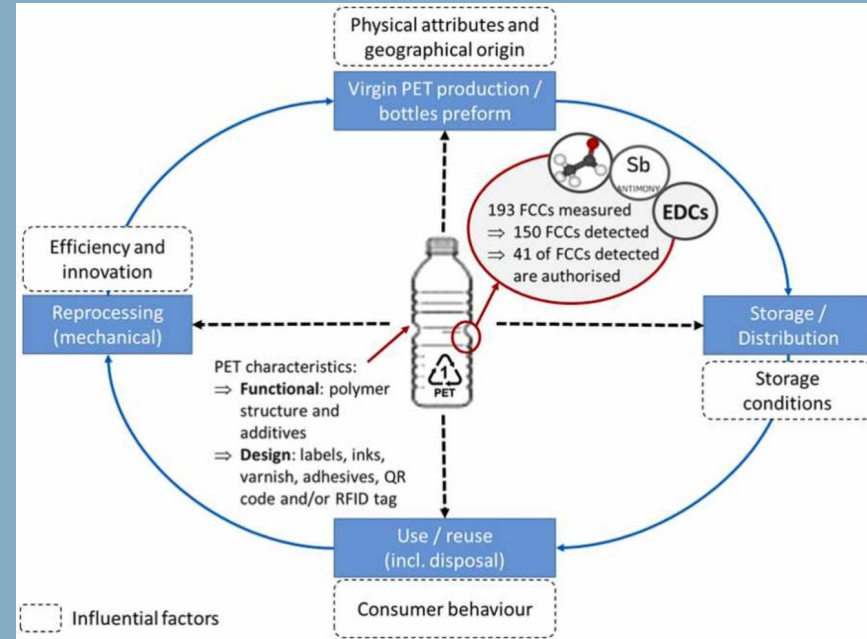 Physical attributes and
geographical origin
Virgin PET production /
bottles preform
Sb
ANTIMONY
EDCs
193 FCCs measured
⇒ 150 FCCs detected
⇒ 41 of FCCs detected
are authorised
Efficiency and
innovation
Reprocessing
(mechanical)
Storage /
Distribution
Storage
conditions
1
PET
PET characteristics:
⇒ Functional: polymer
structure and
additives
⇒ Design: labels, inks,
varnish, adhesives, QR
code and/or RFID tag
Use / reuse
(incl. disposal)
Consumer behaviour
Influential factors